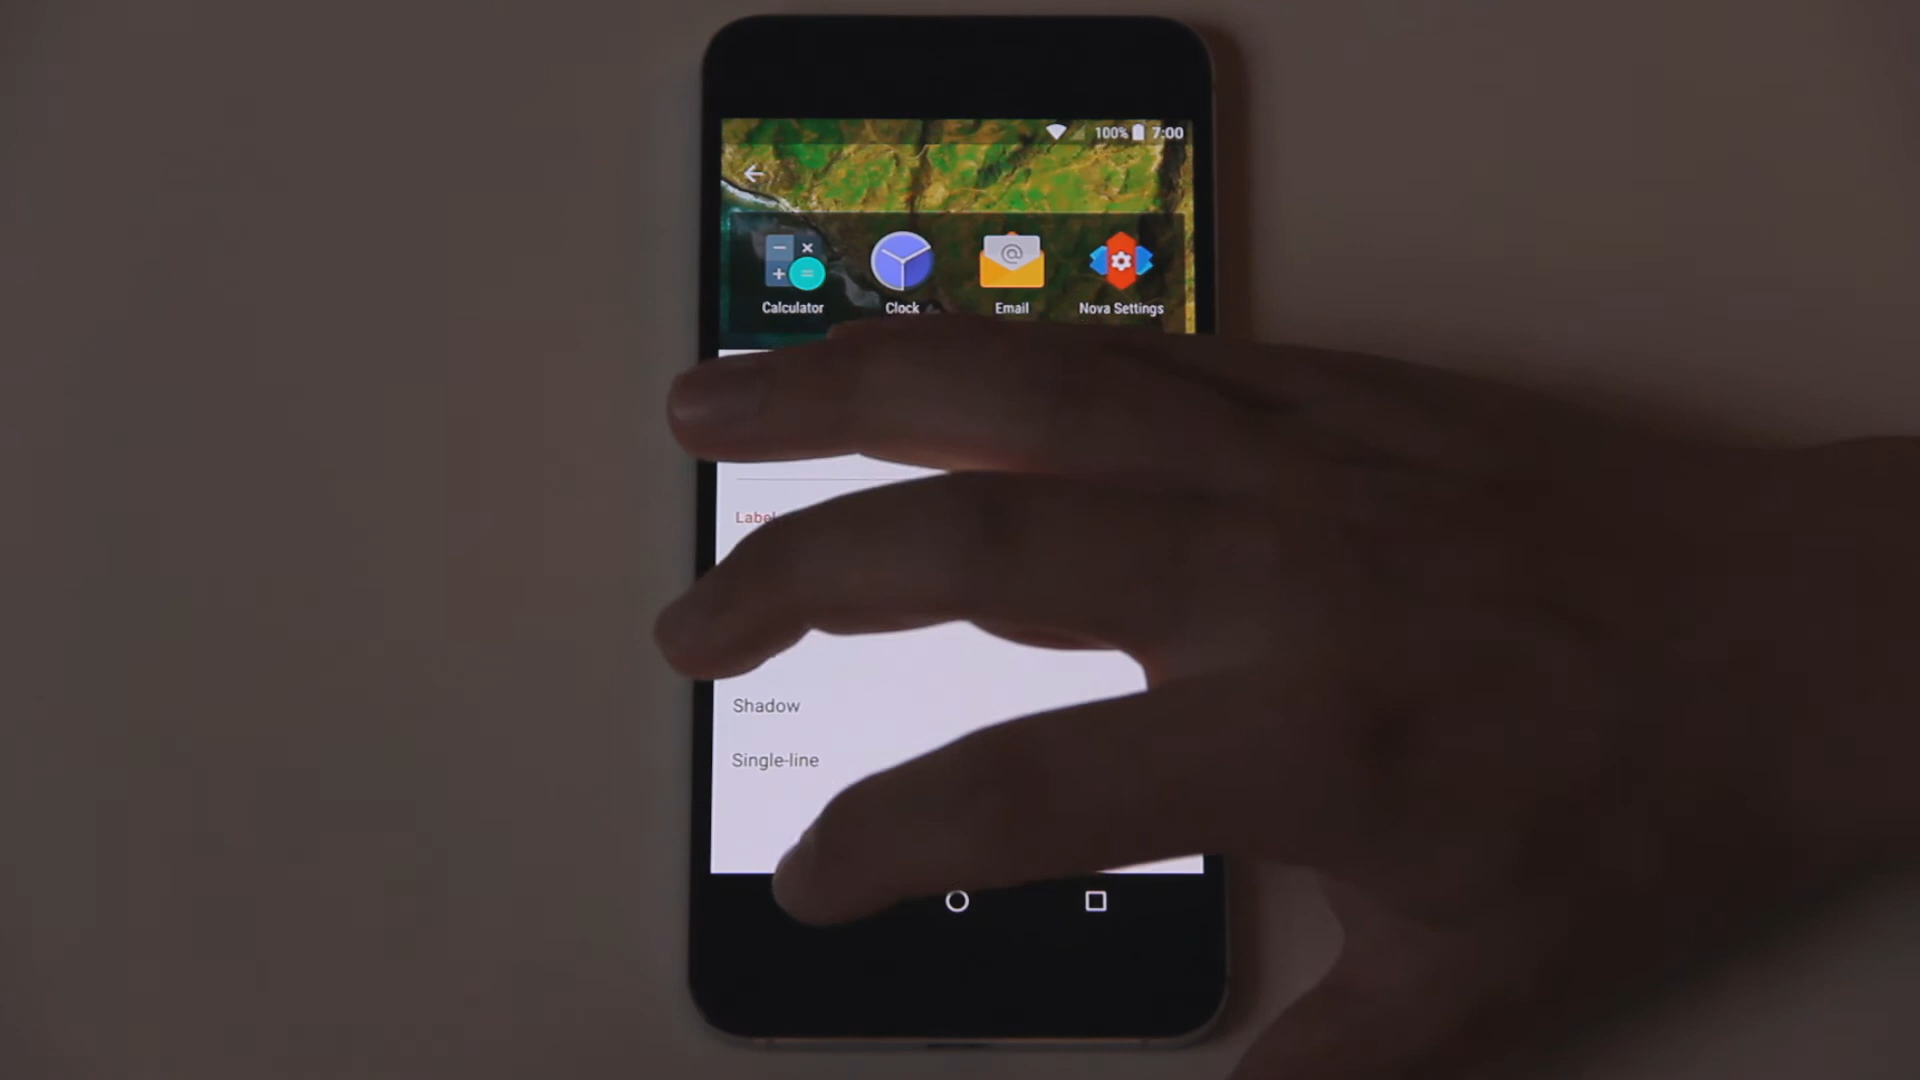 100% 7:00
Calculator Clock Email Nova Settings
Label
Shadow
Single-line